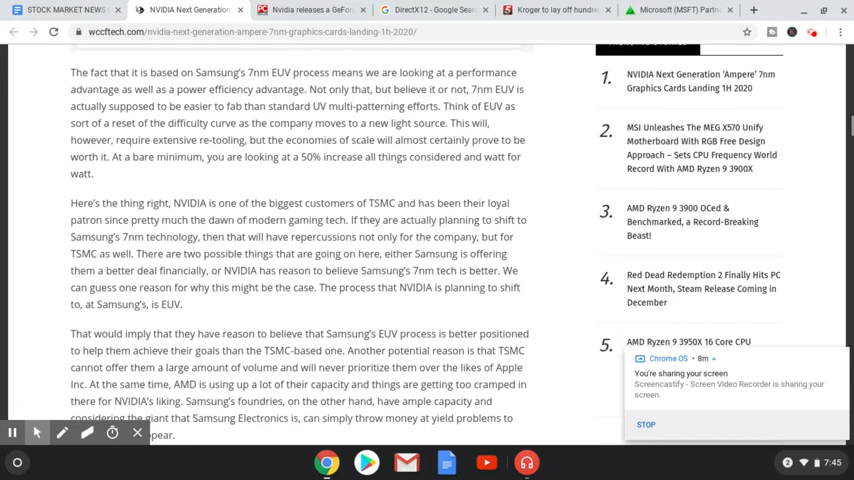 STOCK MARKET NEWS
NVIDIA Next Generation
Nvidia releases a GeFor
DirectX12 - Google Sear
Kroger to lay off hundre
Microsoft (MSFT) Partn
wccftech.com/nvidia-next-generation-ampere-7nm-graphics-cards-landing-1h-2020/
The fact that it is based on Samsung's 7nm EUV process means we are looking at a performance
advantage as well as a power efficiency advantage. Not only that, but believe it or not, 7nm EUV is
actually supposed to be easier to fab than standard UV multi-patterning efforts. Think of EUV as
sort of a reset of the difficulty curve as the company moves to a new light source. This will,
however, require extensive re-tooling, but the economies of scale will almost certainly prove to be
worth it. At a bare minimum, you are looking at a 50% increase all things considered and watt for
watt.
Here's the thing right, NVIDIA is one of the biggest customers of TSMC and has been their loyal
patron since pretty much the dawn of modern gaming tech. If they are actually planning to shift to
Samsung's 7nm technology, then that will have repercussions not only for the company, but for
TSMC as well. There are two possible things that are going on here, either Samsung is offering
them a better deal financially, or NVIDIA has reason to believe Samsung's 7nm tech is better. We
can guess one reason for why this might be the case. The process that NVIDIA is planning to shift
to, at Samsung's, is EUV.
That would imply that they have reason to believe that Samsung's EUV process is better positioned
to help them achieve their goals than the TSMC-based one. Another potential reason is that TSMC
cannot offer them a large amount of volume and will never prioritize them over the likes of Apple
Inc. At the same time, AMD is using up a lot of their capacity and things are getting too cramped in
there for NVIDIA's liking. Samsung's foundries, on the other hand, have ample capacity and
considering the giant that Samsung Electronics is, can simply throw money at yield problems to
ppear.
1.
NVIDIA Next Generation 'Ampere' 7nm
Graphics Cards Landing 1H 2020
2.
MSI Unleashes The MEG X570 Unify
Motherboard With RGB Free Design
Approach – Sets CPU Frequency World
Record With AMD Ryzen 9 3900X
3.
AMD Ryzen 9 3900 OCed &
Benchmarked, a Record-Breaking
Beast!
4.
Red Dead Redemption 2 Finally Hits PC
Next Month, Steam Release Coming in
December
5.
AMD Ryzen 9 3950X 16 Core CPU
Chrome OS • 8m
You're sharing your screen
Screencastify - Screen Video Recorder is sharing your
screen.
STOP
2
7:45